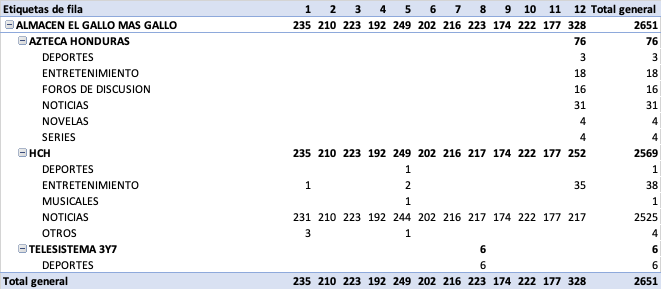 Etiquetas de fila 1 2 3 4 5 6 7 8 9 10 11 12 Total general
ALMACEN EL GALLO MAS GALLO 235 210 223 192 249 202 216 223 174 222 177 328 2651
AZTECA HONDURAS 76 76
DEPORTES 3 3
ENTRETENIMIENTO 18 18
FOROS DE DISCUSION 16 16
NOTICIAS 31 31
NOVELAS 4 4
SERIES 4 4
HCH 235 210 223 192 249 202 216 217 174 222 177 252 2569
DEPORTES 1 1
ENTRETENIMIENTO 1 2 35 38
MUSICALES 1 1
NOTICIAS 231 210 223 192 244 202 216 217 174 222 177 217 2525
OTROS 3 1 4
TELESISTEMA 3Y7 6 6
DEPORTES 6 6
Total general 235 210 223 192 249 202 216 223 174 222 177 328 2651